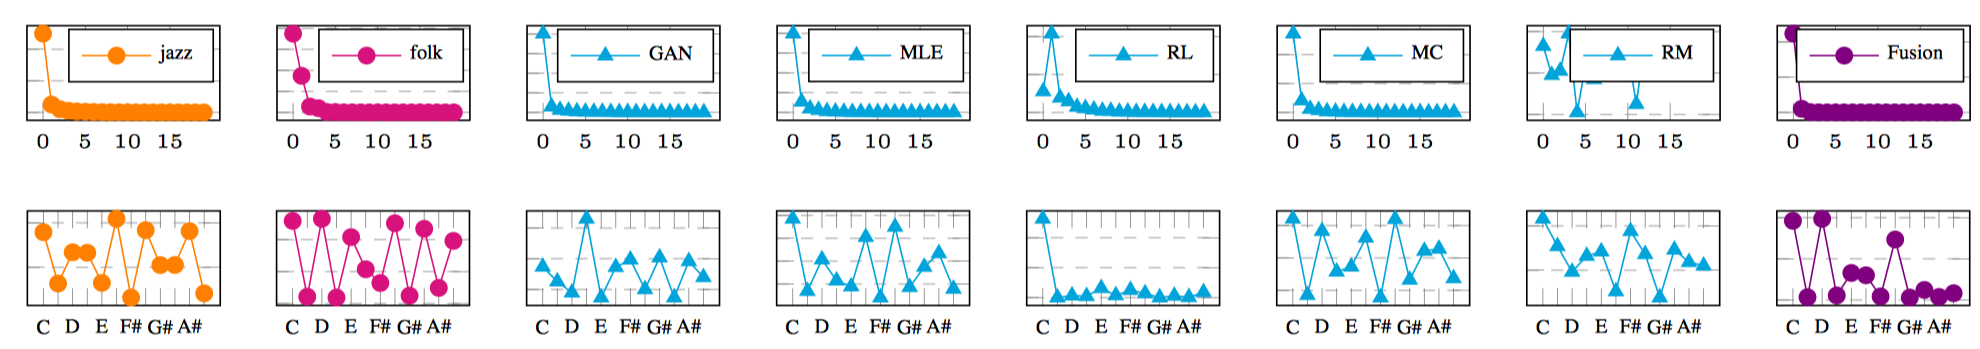 jazz folk GAN MLE RL MC RM Fusion
0 5 10 15 0 5 10 15 0 5 10 15 0 5 10 15 0 5 10 15 0 5 10 15 0 5 10 15 0 5 10 15
C D E F# G# A# C D E F# G# A# C D E F# G# A# C D E F# G# A# C D E F# G# A# C D E F# G# A# C D E F# G# A# C D E F# G# A#